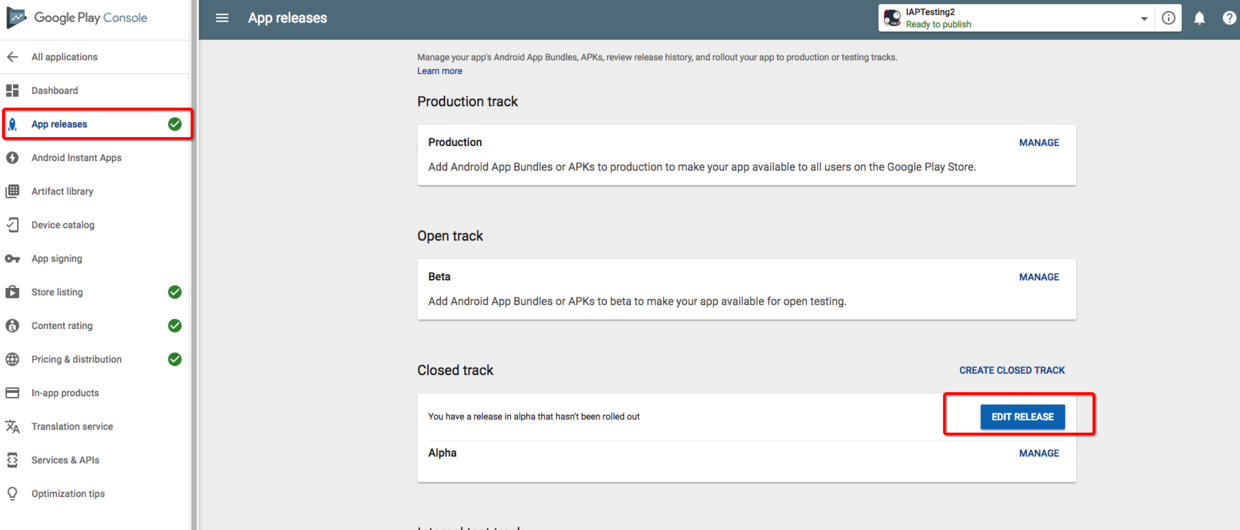 Google Play Console
All applications
Dashboard
App releases
Android Instant Apps
Artifact library
Device catalog
App signing
Store listing
Content rating
Pricing & distribution
In-app products
Translation service
Services & APIs
Optimization tips
App releases
IAPTesting2
Ready to publish
Manage your app's Android App Bundles, APKs, review release history, and rollout your app to production or testing tracks.
Learn more
Production track
Production MANAGE
Add Android App Bundles or APKs to production to make your app available to all users on the Google Play Store.
Open track
Beta MANAGE
Add Android App Bundles or APKs to beta to make your app available for open testing.
Closed track CREATE CLOSED TRACK
You have a release in alpha that hasn't been rolled out EDIT RELEASE
Alpha MANAGE